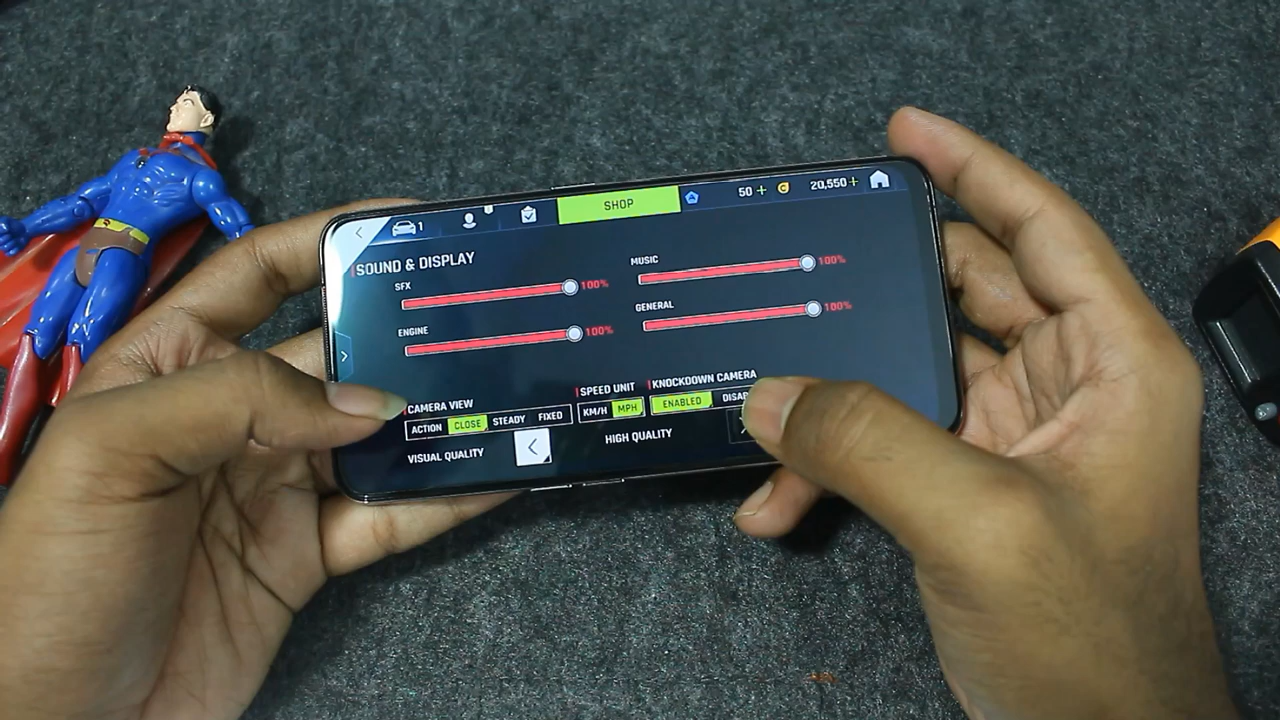 1 SHOP 50 + 20,550 +
SOUND & DISPLAY
SFX 100%
MUSIC 100%
ENGINE 100%
GENERAL 100%
CAMERA VIEW
ACTION CLOSE STEADY FIXED
SPEED UNIT
KM/H MPH
KNOCKDOWN CAMERA
ENABLED DISAB
VISUAL QUALITY HIGH QUALITY